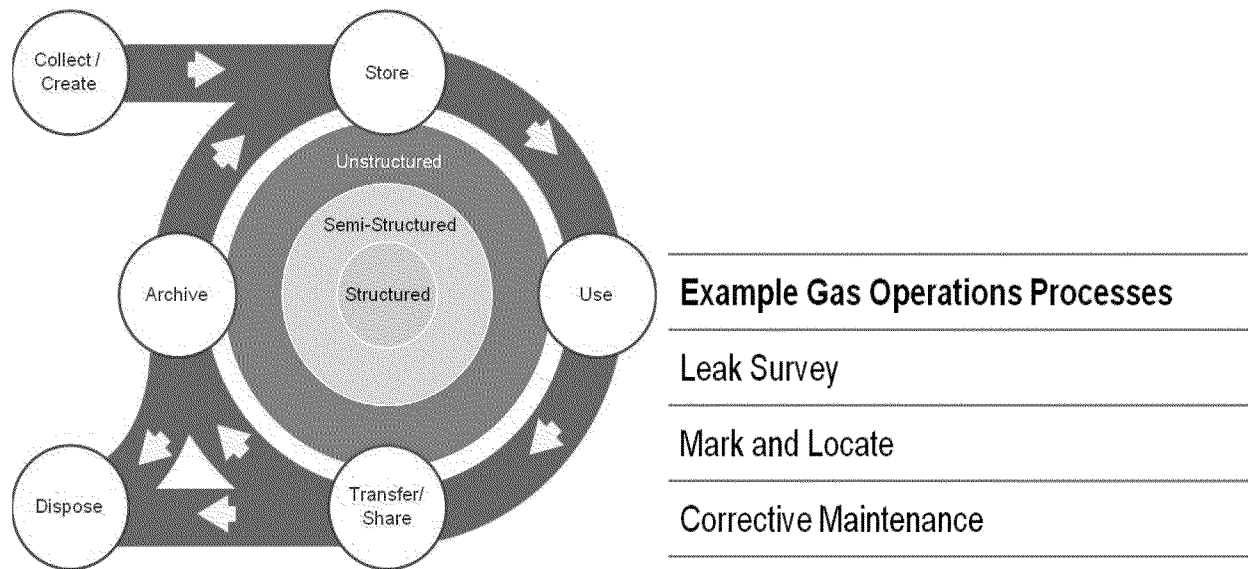 Collect /
Create
Store
Unstructured
Semi-Structured
Structured
Archive
Use
Dispose
Transfer/
Share
Example Gas Operations Processes
Leak Survey
Mark and Locate
Corrective Maintenance